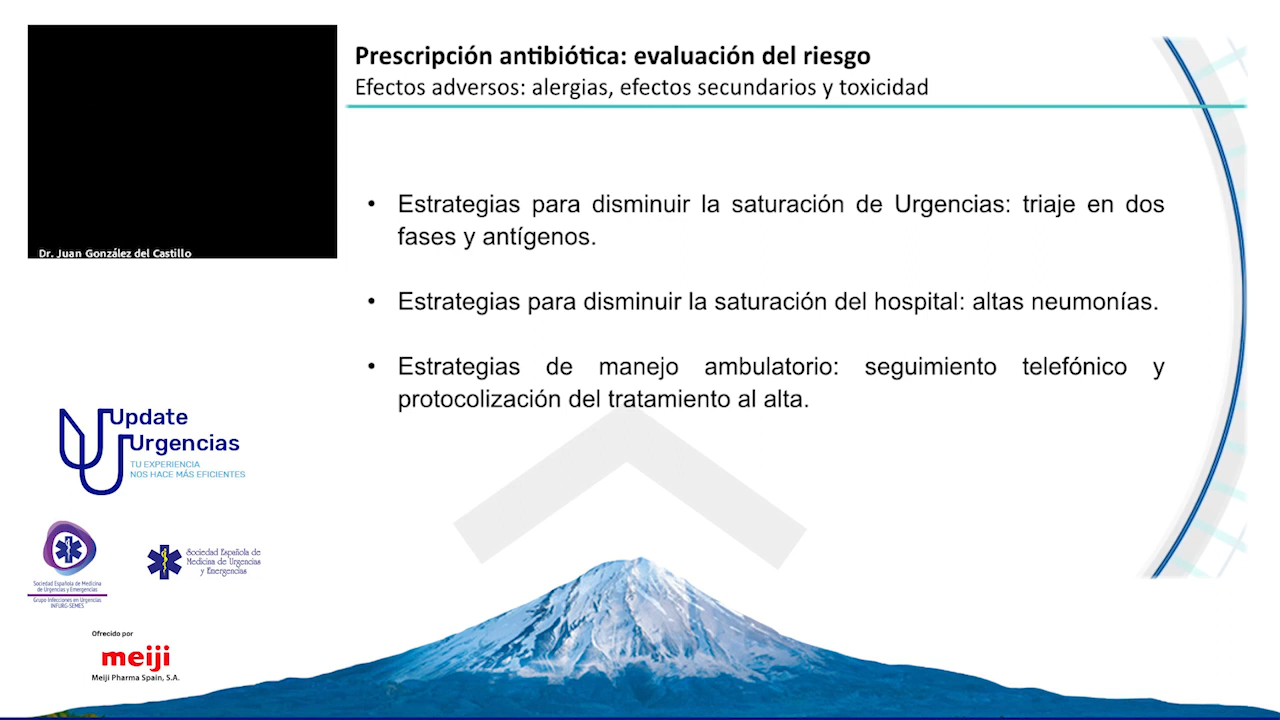 Prescripción antibiótica: evaluación del riesgo
Efectos adversos: alergias, efectos secundarios y toxicidad
Dr. Juan González del Castillo
• Estrategias para disminuir la saturación de Urgencias: triaje en dos
fases y antígenos.
• Estrategias para disminuir la saturación del hospital: altas neumonías.
• Estrategias de manejo ambulatorio: seguimiento telefónico y
protocolización del tratamiento al alta.
Update
Urgencias
TU EXPERIENCIA
NOS HACE MÁS EFICIENTES
Sociedad Española de Medicina
de Urgencias y Emergencias
Grupo Infecciones en Urgencias
INFURG-SEMES
Sociedad Española de
Medicina de Urgencias
y Emergencias
Ofrecido por
meiji
Meiji Pharma Spain, S.A.